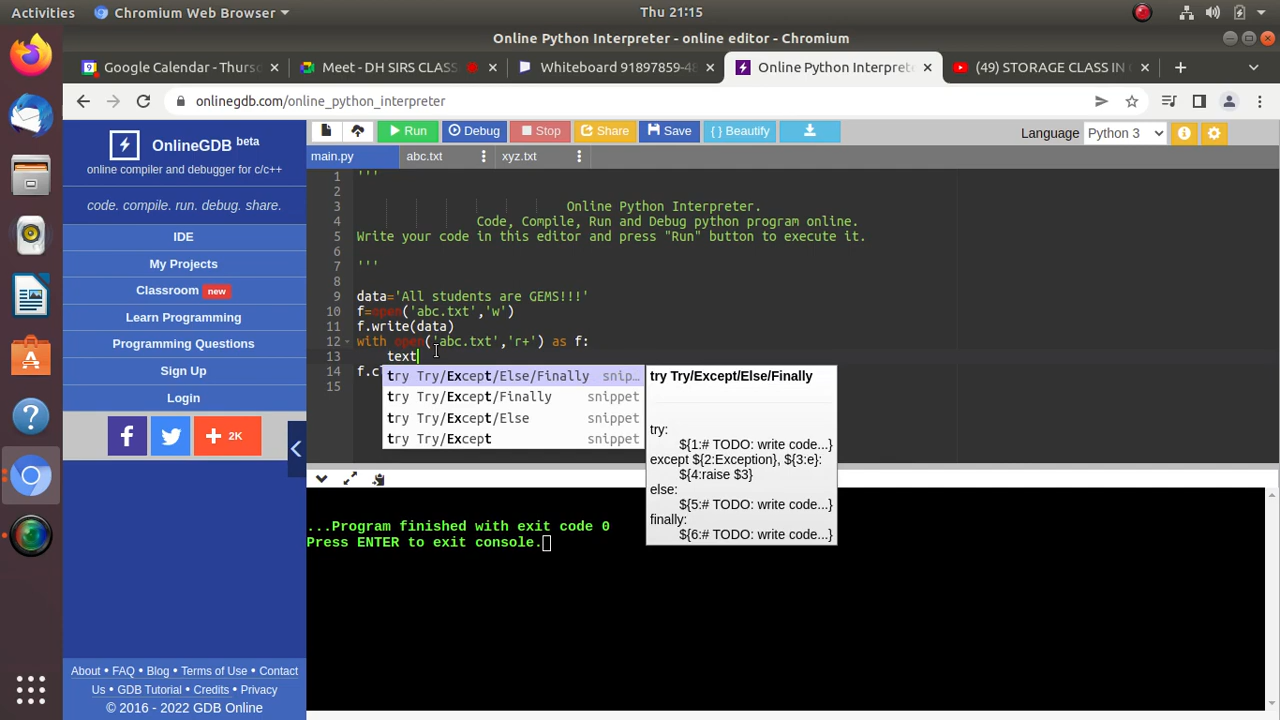 Activities
Chromium Web Browser
Thu 21:15
Online Python Interpreter - online editor - Chromium
Google Calendar - Thurs
Meet - DH SIRS CLASS
Whiteboard 91897859-48
Online Python Interprete
(49) STORAGE CLASS IN C
onlinegdb.com/online_python_interpreter
OnlineGDB beta
online compiler and debugger for c/c++
code. compile. run. debug. share.
IDE
My Projects
Classroom new
Learn Programming
Programming Questions
Sign Up
Login
2K
About • FAQ • Blog • Terms of Use • Contact
Us • GDB Tutorial • Credits • Privacy
© 2016 - 2022 GDB Online
Run
Debug
Stop
Share
Save
{ } Beautify
Language
Python 3
main.py
abc.txt
xyz.txt
1 '''
2
3 Online Python Interpreter.
4 Code, Compile, Run and Debug python program online.
5 Write your code in this editor and press "Run" button to execute it.
6
7 '''
8
9 data='All students are GEMS!!!'
10 f=open('abc.txt','w')
11 f.write(data)
12 with open('abc.txt','r+') as f:
13 text
14 f.c
15
try Try/Except/Else/Finally snip…
try Try/Except/Finally snippet
try Try/Except/Else snippet
try Try/Except snippet
try Try/Except/Else/Finally
try:
${1:# TODO: write code...}
except ${2:Exception}, ${3:e}:
${4:raise $3}
else:
${5:# TODO: write code...}
finally:
${6:# TODO: write code...}
...Program finished with exit code 0
Press ENTER to exit console.